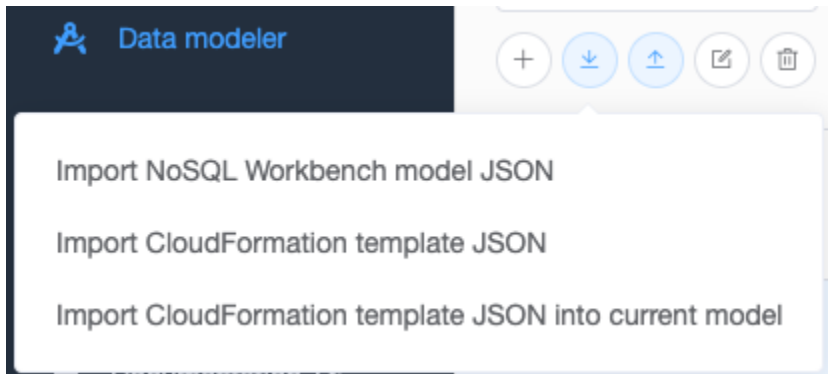 Data modeler
Import NoSQL Workbench model JSON
Import CloudFormation template JSON
Import CloudFormation template JSON into current model